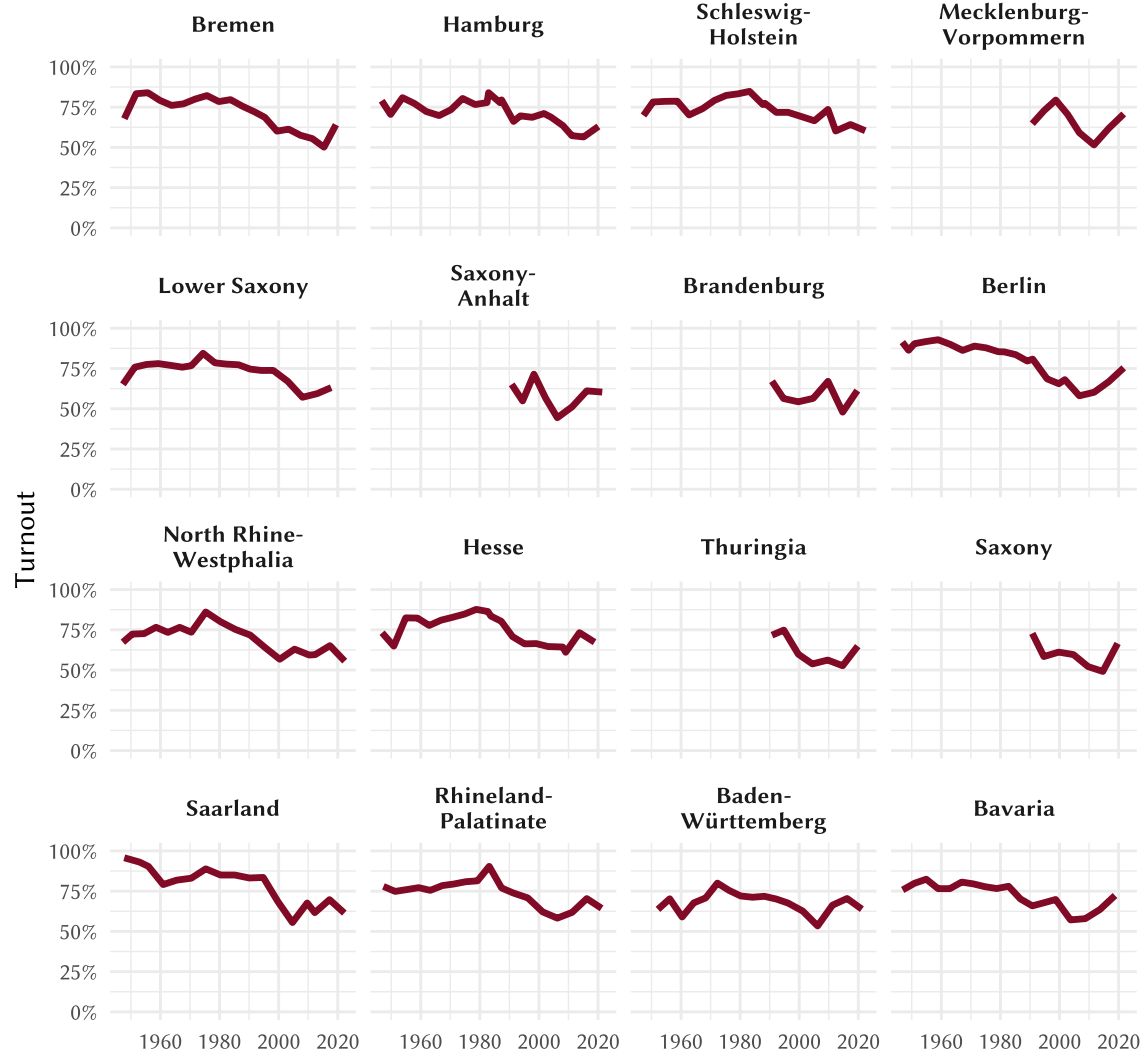 Bremen
Hamburg
Schleswig-
Holstein
Mecklenburg-
Vorpommern
100%
75%
50%
25%
0%
Lower Saxony
Saxony-
Anhalt
Brandenburg
Berlin
100%
75%
50%
25%
0%
Turnout
North Rhine-
Westphalia
Hesse
Thuringia
Saxony
100%
75%
50%
25%
0%
Saarland
Rhineland-
Palatinate
Baden-
Württemberg
Bavaria
100%
75%
50%
25%
0%
1960 1980 2000 2020
1960 1980 2000 2020
1960 1980 2000 2020
1960 1980 2000 2020